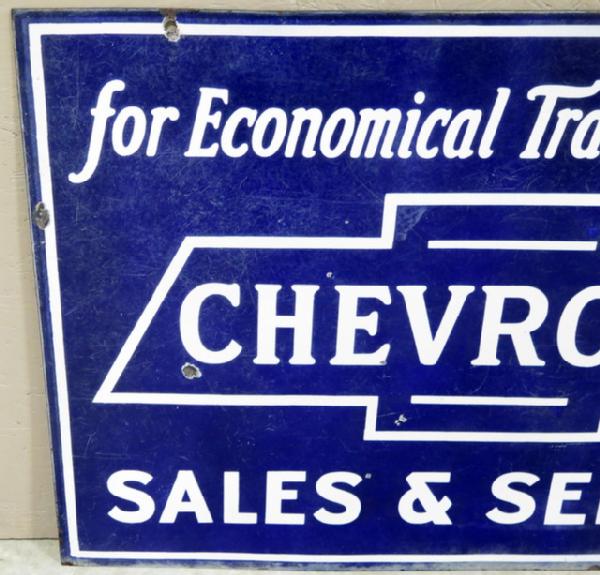 for Economical Tra
CHEVRO
SALES & SE